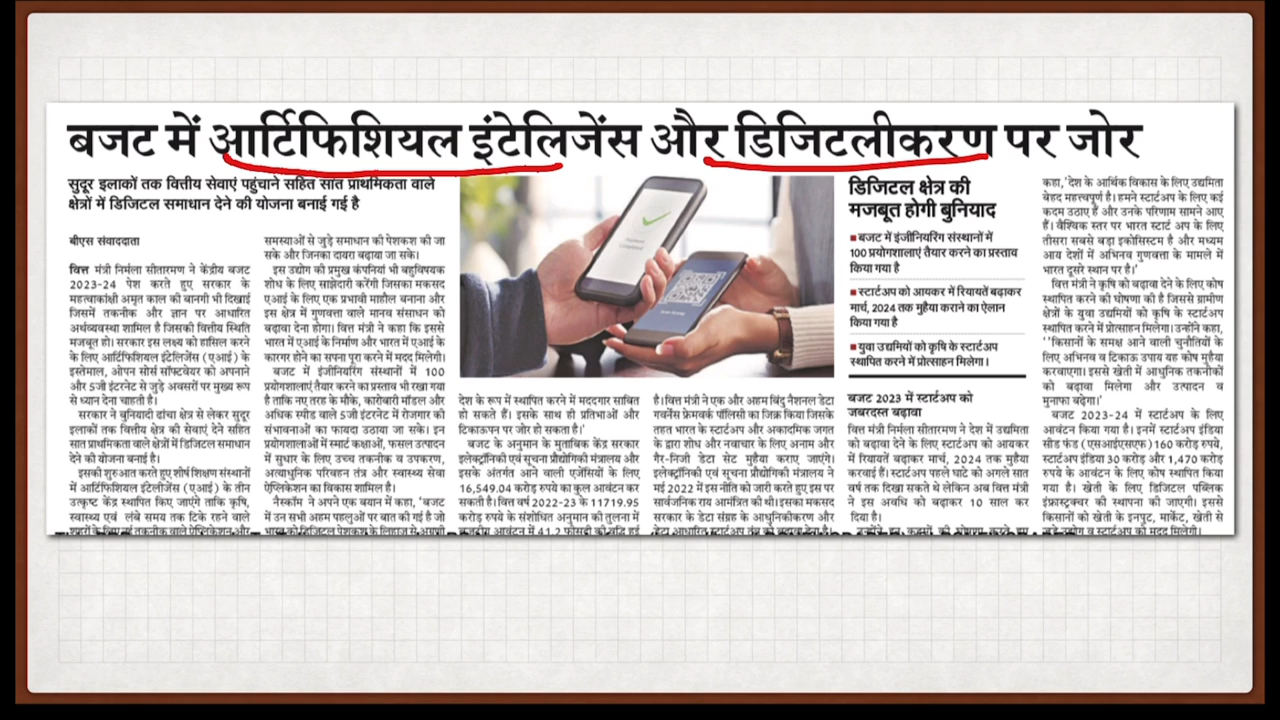 बजट में आर्टिफिशियल इंटेलिजेंस और डिजिटलीकरण पर जोर
सुदूर इलाकों तक वित्तीय सेवाएं पहुंचाने सहित सात प्राथमिकता वाले
क्षेत्रों में डिजिटल समाधान देने की योजना बनाई गई है
बीएस संवाददाता
वित्त मंत्री निर्मला सीतारमण ने केंद्रीय बजट
2023-24 पेश करते हुए सरकार के
महत्वाकांक्षी अमृत काल की बानगी भी दिखाई
जिसमें तकनीक और ज्ञान पर आधारित
अर्थव्यवस्था शामिल है जिसकी वित्तीय स्थिति
मजबूत हो। सरकार इस लक्ष्य को हासिल करने
के लिए आर्टिफिशियल इंटेलिजेंस (एआई) के
इस्तेमाल, ओपन सोर्स सॉफ्टवेयर को अपनाने
और 5जी इंटरनेट से जुड़े अवसरों पर मुख्य रूप
से ध्यान देना चाहती है।
सरकार ने बुनियादी ढांचा क्षेत्र से लेकर सुदूर
इलाकों तक वित्तीय क्षेत्र की सेवाएं देने सहित
सात प्राथमिकता वाले क्षेत्रों में डिजिटल समाधान
देने की योजना बनाई है।
इसकी शुरुआत करते हुए शीर्ष शिक्षण संस्थानों
में आर्टिफिशियल इंटेलीजेंस (एआई) के तीन
उत्कृष्ट केंद्र स्थापित किए जाएंगे ताकि कृषि,
स्वास्थ्य एवं लंबे समय तक टिके रहने वाले
समस्याओं से जुड़े समाधान की पेशकश की जा
सके और जिनका दायरा बढ़ाया जा सके।
इस उद्योग की प्रमुख कंपनियां भी बहुविषयक
शोध के लिए साझेदारी करेंगी जिसका मकसद
एआई के लिए एक प्रभावी माहौल बनाना और
इस क्षेत्र में गुणवत्ता वाले मानव संसाधन को
बढ़ावा देना होगा। वित्त मंत्री ने कहा कि इससे
भारत में एआई के निर्माण और भारत में एआई के
कारगर होने का सपना पूरा करने में मदद मिलेगी।
बजट में इंजीनियरिंग संस्थानों में 100
प्रयोगशालाएं तैयार करने का प्रस्ताव भी रखा गया
है ताकि नए तरह के मौके, कारोबारी मॉडल और
अधिक स्पीड वाले 5जी इंटरनेट में रोजगार की
संभावनाओं का फायदा उठाया जा सके। इन
प्रयोगशालाओं में स्मार्ट कक्षाओं, फसल उत्पादन
में सुधार के लिए उच्च तकनीक व उपकरण,
अत्याधुनिक परिवहन तंत्र और स्वास्थ्य सेवा
ऐप्लिकेशन का विकास शामिल है।
नैस्कॉम ने अपने एक बयान में कहा, 'बजट
में उन सभी अहम पहलुओं पर बात की गई है जो
देश के रूप में स्थापित करने में मददगार साबित
हो सकते हैं। इसके साथ ही प्रतिभाओं और
टिकाऊपन पर जोर हो सकता है।'
बजट के अनुमान के मुताबिक केंद्र सरकार
इलेक्ट्रॉनिकी एवं सूचना प्रौद्योगिकी मंत्रालय और
इसके अंतर्गत आने वाली एजेंसियों के लिए
16,549.04 करोड़ रुपये का कुल आवंटन कर
सकती है। वित्त वर्ष 2022-23 के 11719.95
करोड़ रुपये के संशोधित अनुमान की तुलना में
है। वित्त मंत्री ने एक और अहम बिंदु नैशनल डेटा
गवर्नेंस फ्रेमवर्क पॉलिसी का जिक्र किया जिसके
तहत भारत के स्टार्टअप और अकादमिक जगत
के द्वारा शोध और नवाचार के लिए अनाम और
गैर-निजी डेटा सेट मुहैया कराए जाएंगे।
इलेक्ट्रॉनिकी एवं सूचना प्रौद्योगिकी मंत्रालय ने
मई 2022 में इस नीति को जारी करते हुए इस पर
सार्वजनिक राय आमंत्रित की थी। इसका मकसद
सरकार के डेटा संग्रह के आधुनिकीकरण और
डिजिटल क्षेत्र की
मजबूत होगी बुनियाद
■बजट में इंजीनियरिंग संस्थानों में
100 प्रयोगशालाएं तैयार करने का प्रस्ताव
किया गया है
■स्टार्टअप को आयकर में रियायतें बढ़ाकर
मार्च, 2024 तक मुहैया कराने का ऐलान
किया गया है
■युवा उद्यमियों को कृषि के स्टार्टअप
स्थापित करने में प्रोत्साहन मिलेगा।
बजट 2023 में स्टार्टअप को
जबरदस्त बढ़ावा
वित्त मंत्री निर्मला सीतारमण ने देश में उद्यमिता
को बढ़ावा देने के लिए स्टार्टअप को आयकर
में रियायतें बढ़ाकर मार्च, 2024 तक मुहैया
करवाई हैं। स्टार्टअप पहले घाटे को अगले सात
वर्ष तक दिखा सकते थे लेकिन अब वित्त मंत्री
ने इस अवधि को बढ़ाकर 10 साल कर
दिया है।
कहा,'देश के आर्थिक विकास के लिए उद्यमिता
बेहद महत्त्वपूर्ण है। हमने स्टार्टअप के लिए कई
कदम उठाए हैं और उनके परिणाम सामने आए
हैं। वैश्विक स्तर पर भारत स्टार्ट अप के लिए
तीसरा सबसे बड़ा इकोसिस्टम है और मध्यम
आय देशों में अभिनव गुणवत्ता के मामले में
भारत दूसरे स्थान पर है।'
वित्त मंत्री ने कृषि को बढ़ावा देने के लिए कोष
स्थापित करने की घोषणा की है जिससे ग्रामीण
क्षेत्रों के युवा उद्यमियों को कृषि के स्टार्टअप
स्थापित करने में प्रोत्साहन मिलेगा। उन्होंने कहा,
''किसानों के समक्ष आने वाली चुनौतियों के
लिए अभिनव व टिकाऊ उपाय यह कोष मुहैया
करवाएगा। इससे खेती में आधुनिक तकनीकों
को बढ़ावा मिलेगा और उत्पादन व
मुनाफा बढ़ेगा।'
बजट 2023-24 में स्टार्टअप के लिए
आवंटन किया गया है। इनमें स्टार्टअप इंडिया
सीड फंड (एसआईएसएफ) 160 करोड़ रुपये,
स्टार्टअप इंडिया 30 करोड़ और 1,470 करोड़
रुपये के आवंटन के लिए कोष स्थापित किया
गया है। खेती के लिए डिजिटल पब्लिक
इंफ्रास्ट्रक्चर की स्थापना की जाएगी। इससे
किसानों को खेती के इनपुट, मार्केट, खेती से